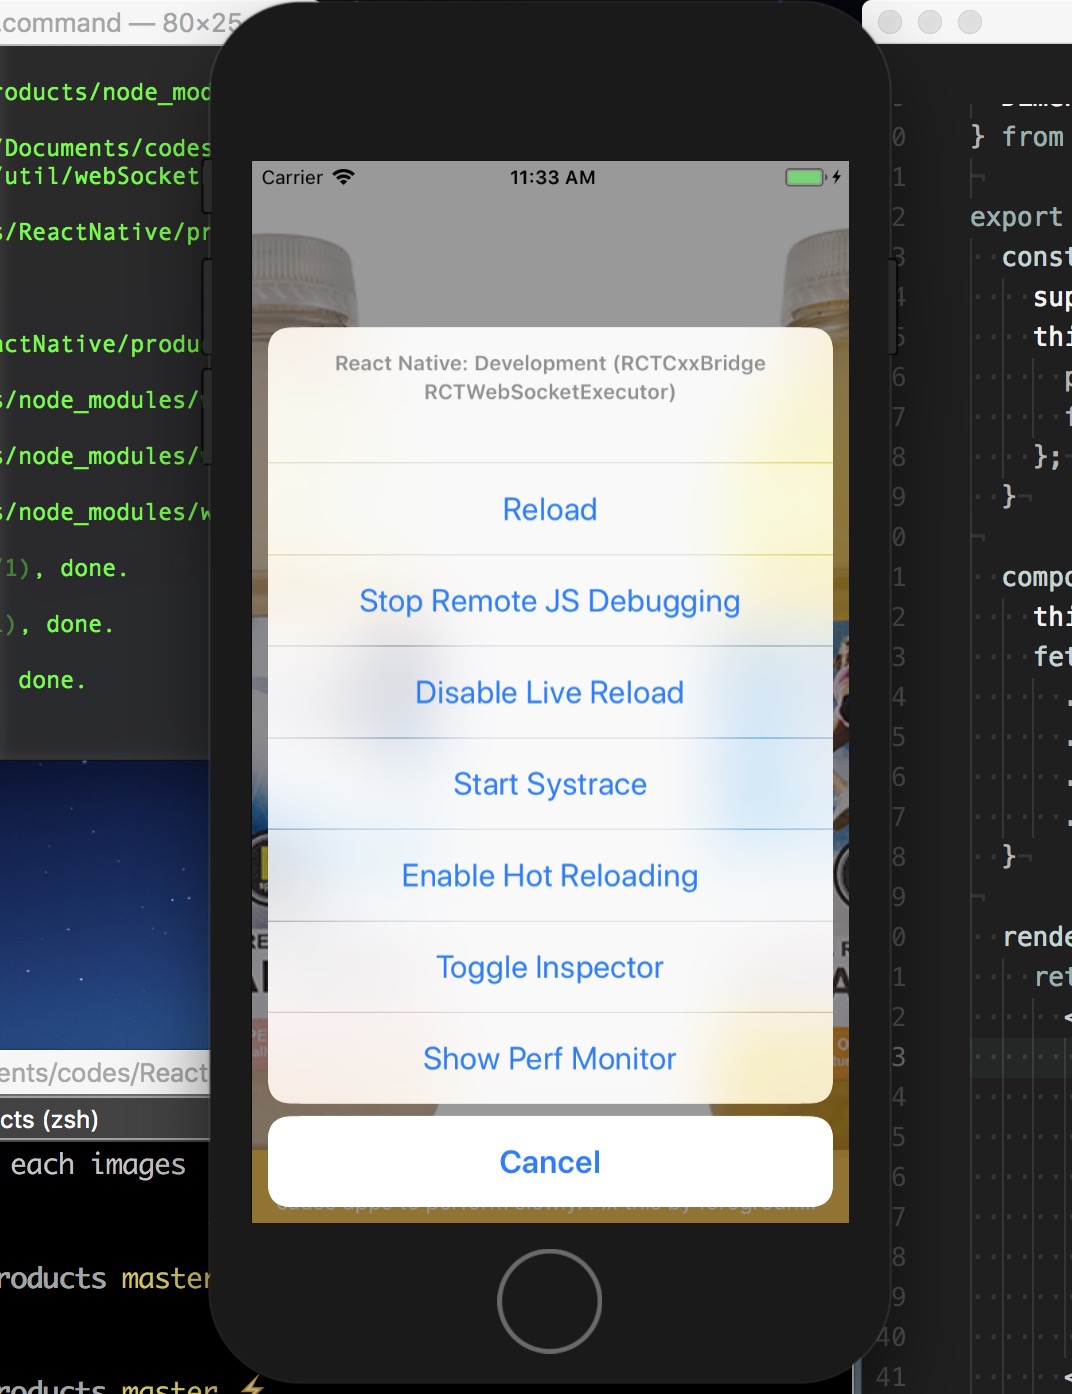 .command — 80×25
oducts/node_mod
/Documents/codes
/util/webSocket
s/ReactNative/pr
actNative/produ
s/node_modules/
s/node_modules/
s/node_modules/w
1), done.
), done.
done.
ents/codes/React
cts (zsh)
each images
roducts master
roducts master ⚡
Carrier
11:33 AM
React Native: Development (RCTCxxBridge
RCTWebSocketExecutor)
Reload
Stop Remote JS Debugging
Disable Live Reload
Start Systrace
Enable Hot Reloading
Toggle Inspector
Show Perf Monitor
Cancel
0 } from
1
2 export
3 const
4 sup
5 thi
6 p
7 f
8 };
9 }
0
1 compo
2 thi
3 fet
4 .
5 .
6 .
7 .
8 }
9
0 rende
1 ret
2 <
3
4
5
6
7
8
9
40
41 <